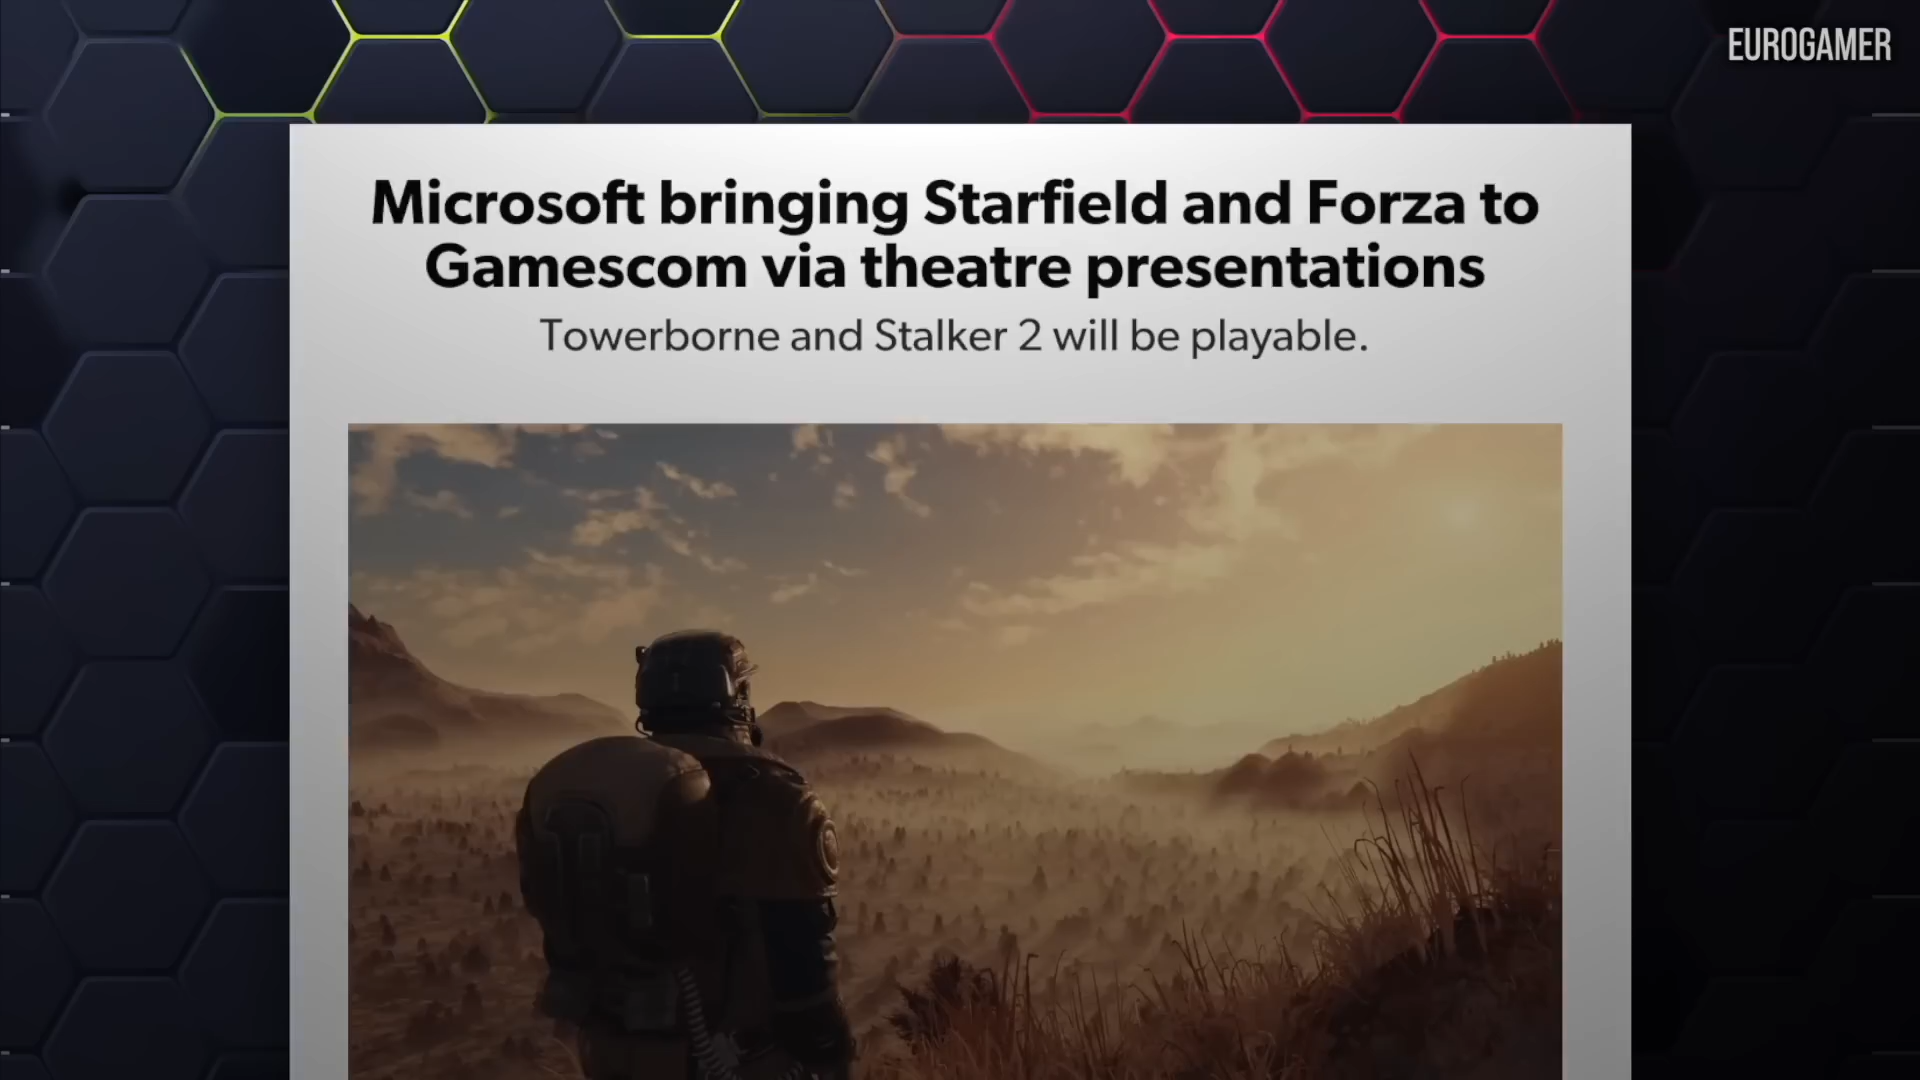 EUROGAMER
Microsoft bringing Starfield and Forza to
Gamescom via theatre presentations
Towerborne and Stalker 2 will be playable.